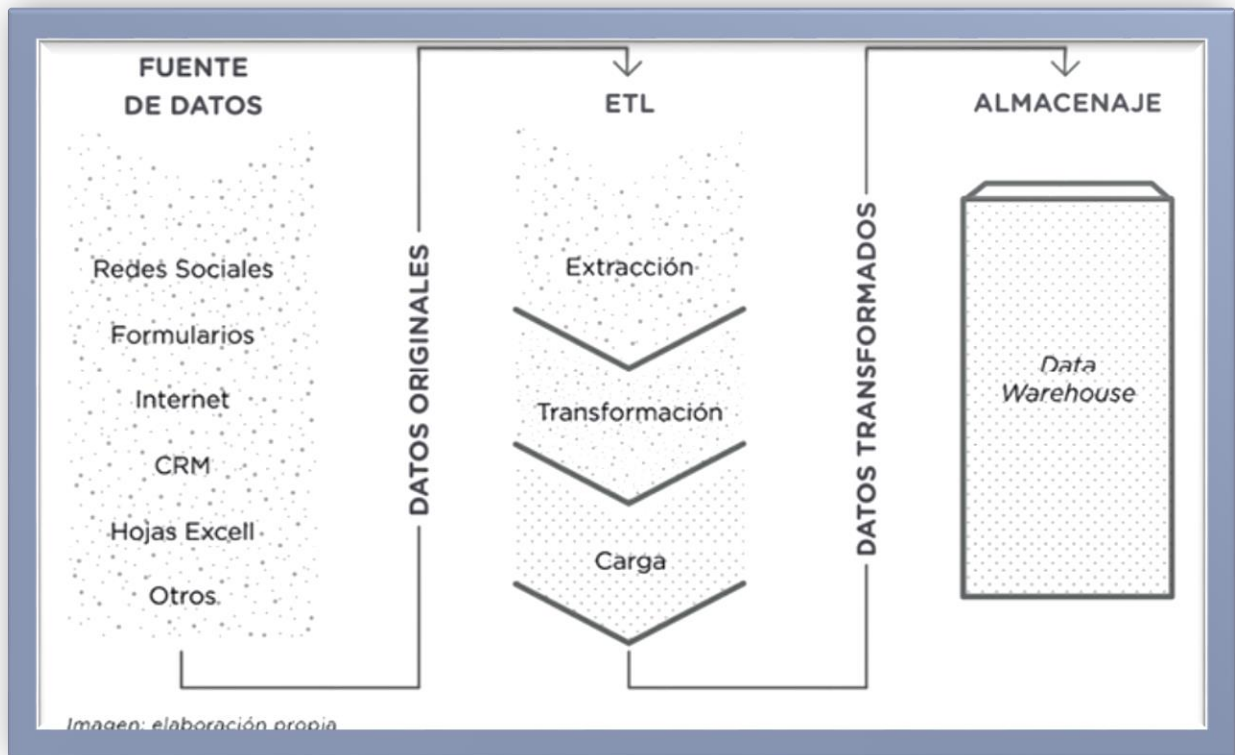 FUENTE
DE DATOS
Redes Sociales
Formularios
Internet
CRM
Hojas Excell
Otros
DATOS ORIGINALES
ETL
Extracción
Transformación
Carga
DATOS TRANSFORMADOS
ALMACENAJE
Data
Warehouse
Imagen: elaboración propia